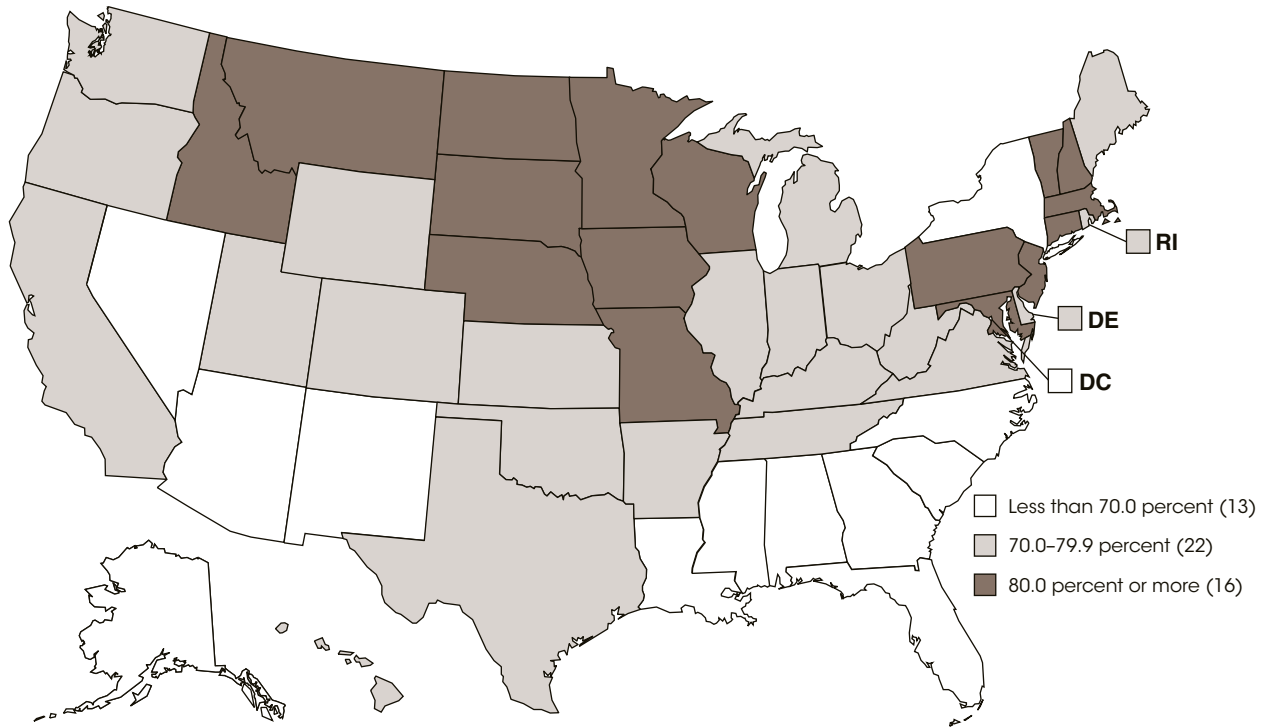 RI
DE
DC
Less than 70.0 percent (13)
70.0–79.9 percent (22)
80.0 percent or more (16)